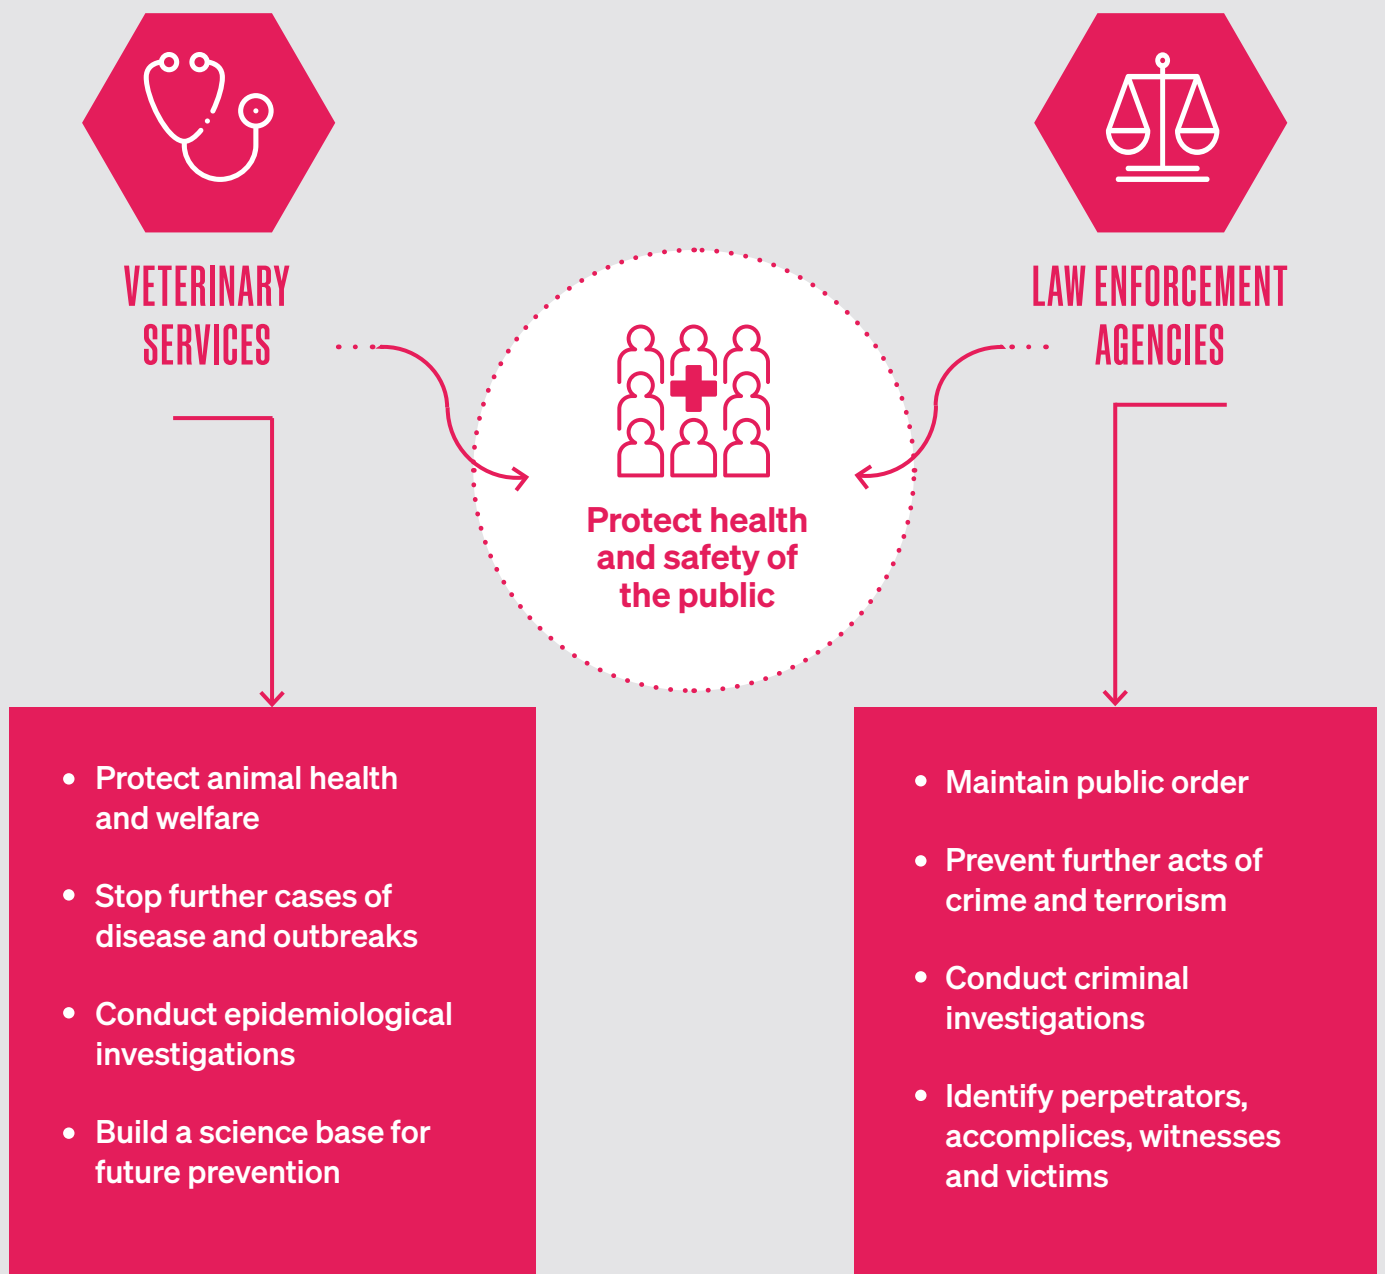 VETERINARY
SERVICES
LAW ENFORCEMENT
AGENCIES
Protect health
and safety of
the public
• Protect animal health
and welfare
• Stop further cases of
disease and outbreaks
• Conduct epidemiological
investigations
• Build a science base for
future prevention
• Maintain public order
• Prevent further acts of
crime and terrorism
• Conduct criminal
investigations
• Identify perpetrators,
accomplices, witnesses
and victims